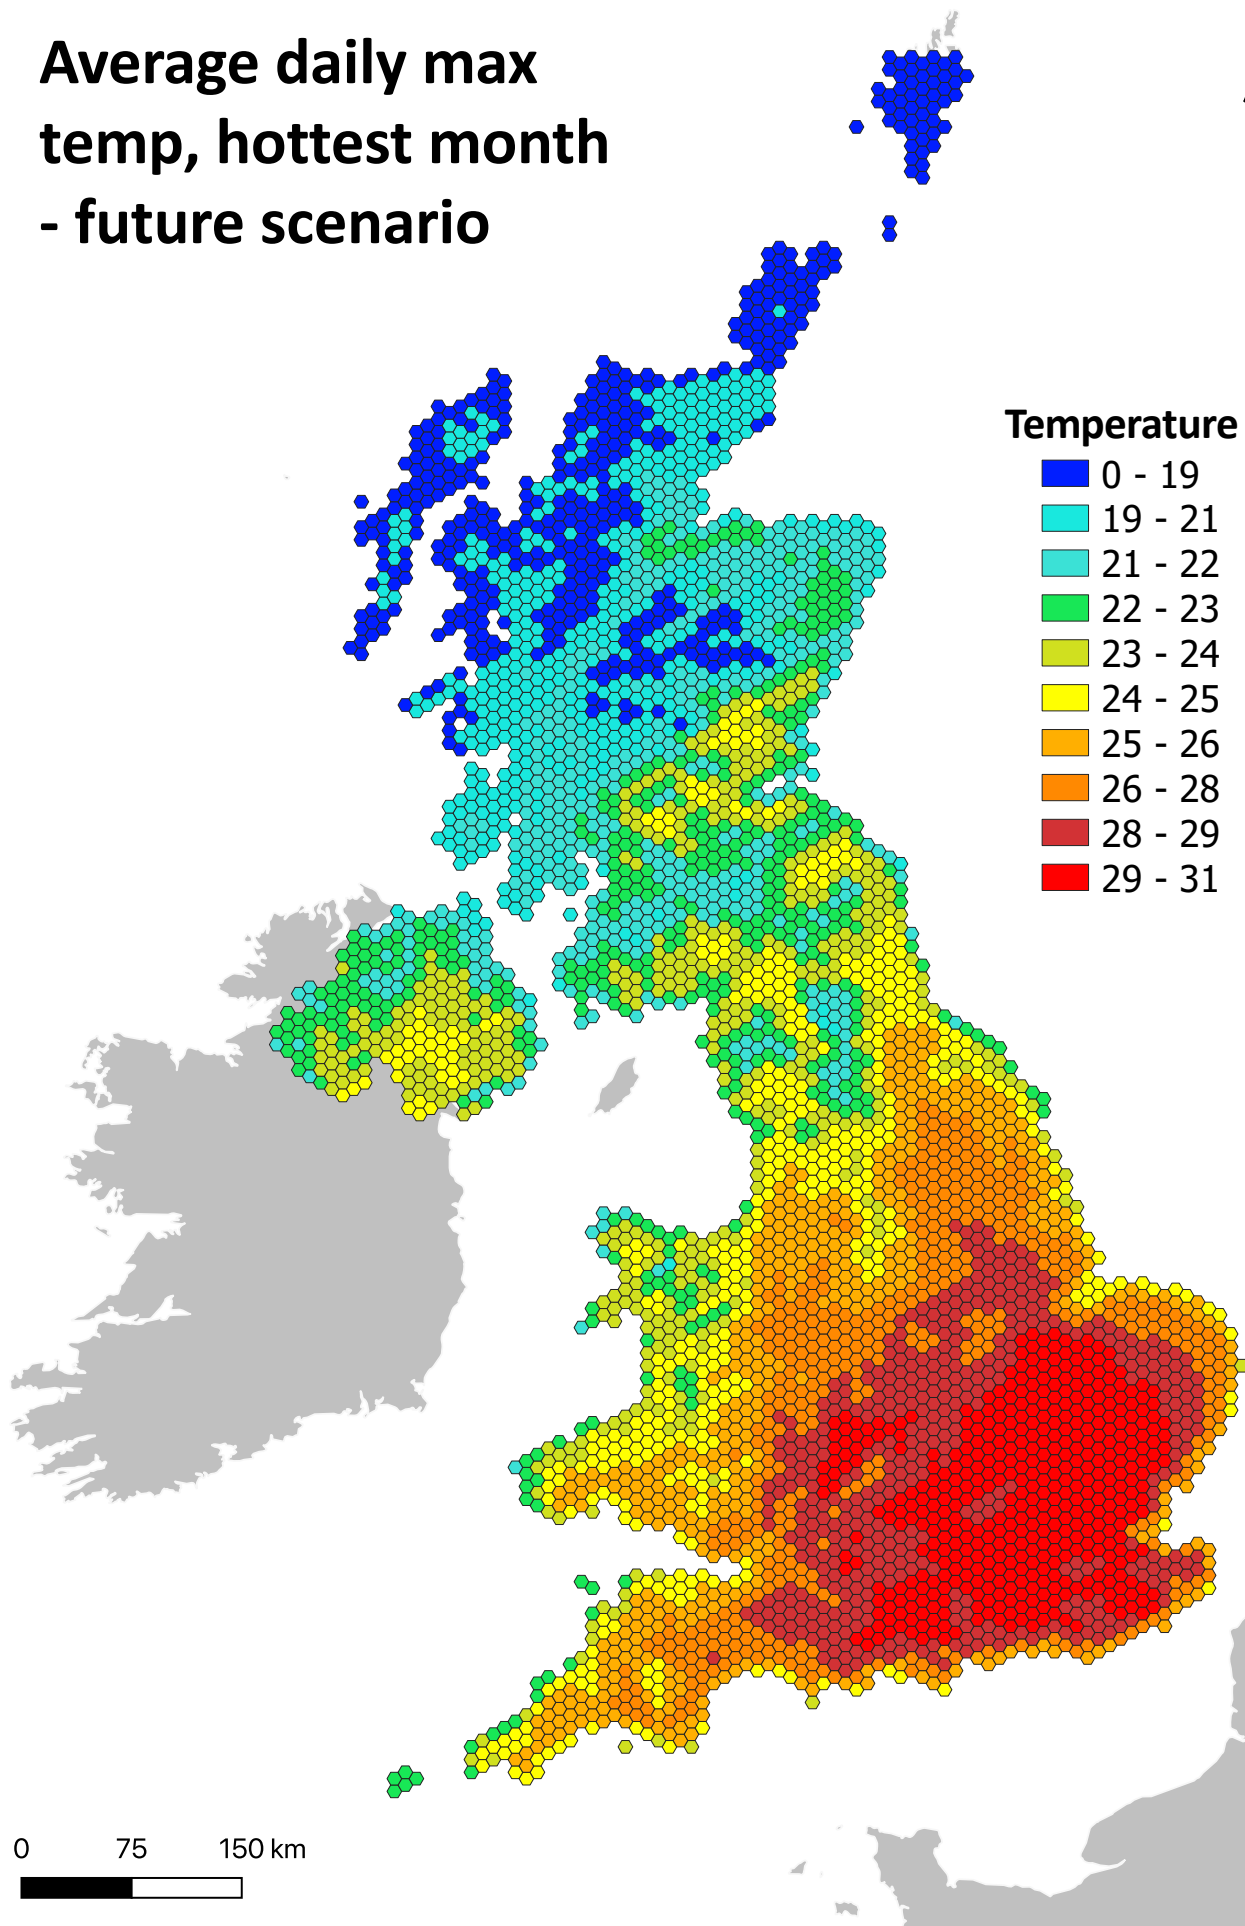 Average daily max
temp, hottest month
- future scenario
Temperature
0 - 19
19 - 21
21 - 22
22 - 23
23 - 24
24 - 25
25 - 26
26 - 28
28 - 29
29 - 31
0 75 150 km